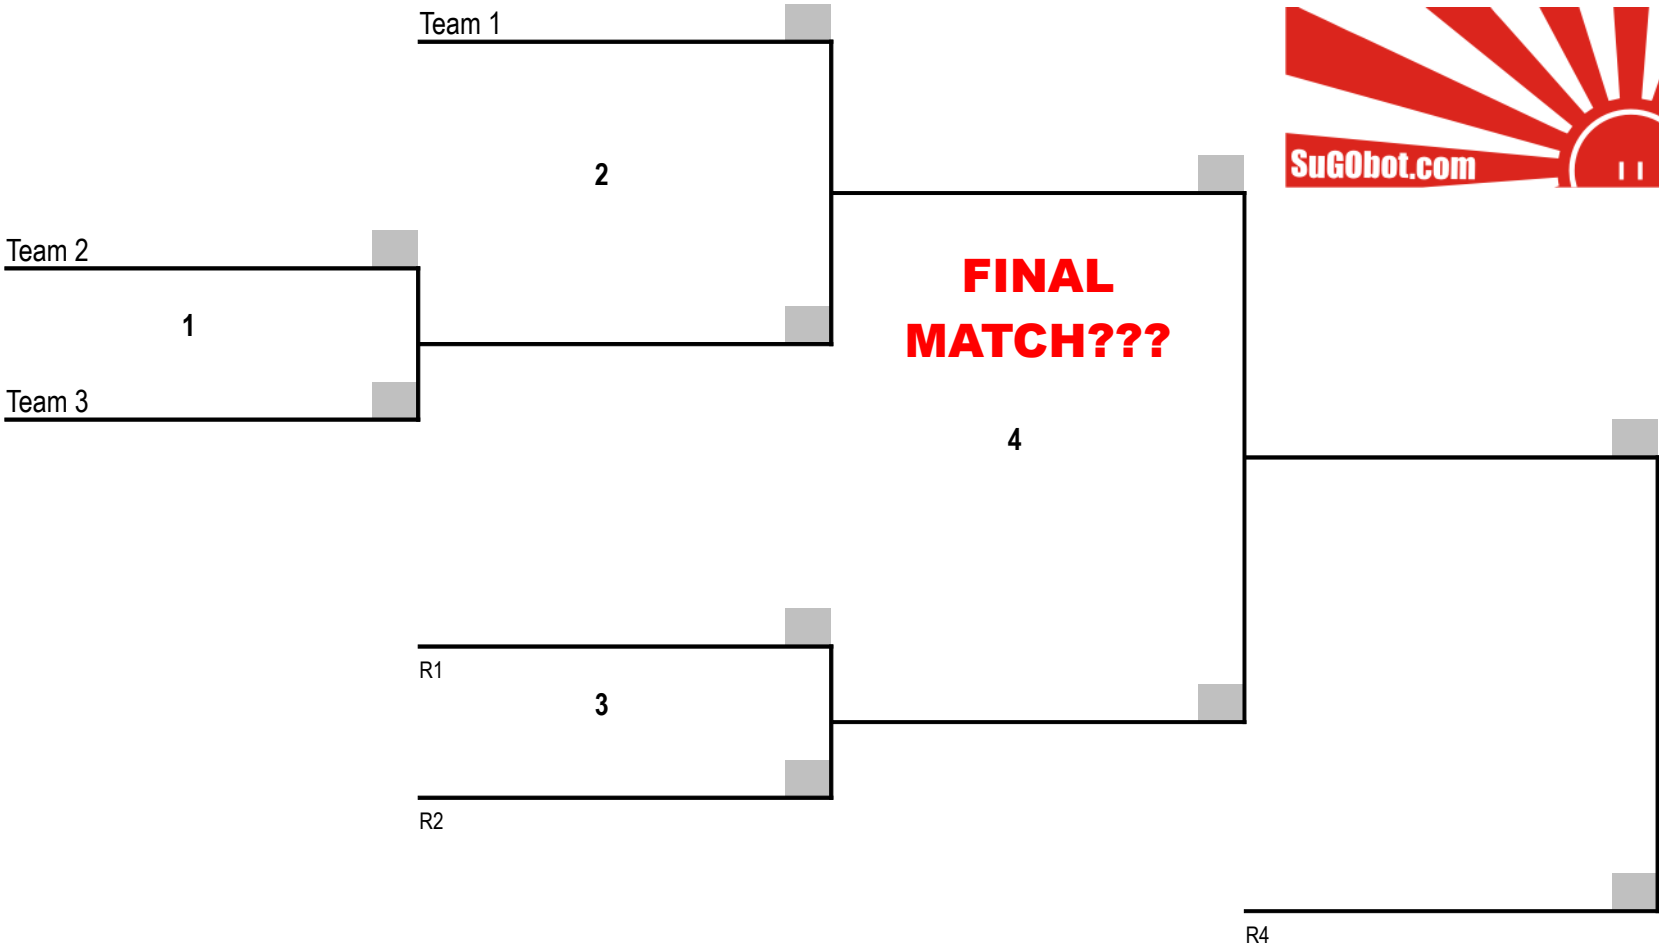 Team 1
SuGObot.com
2
Team 2
FINAL
MATCH???
1
Team 3
4
R1
3
R2
R4